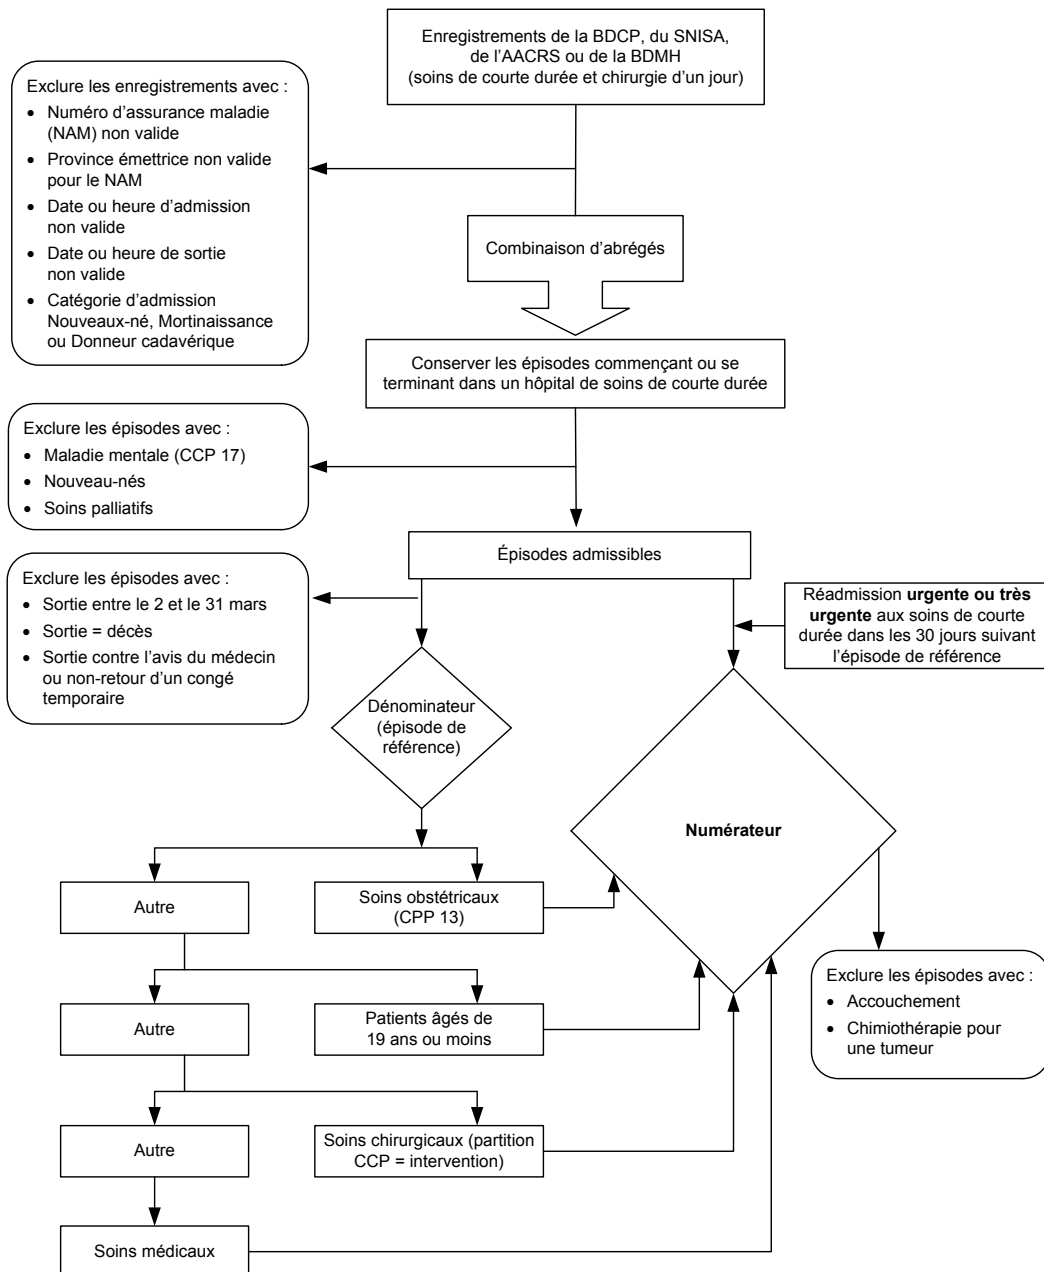 Enregistrements de la BDCP, du SNISA,
de l'AACRS ou de la BDMH
(soins de courte durée et chirurgie d'un jour)
Exclure les enregistrements avec :
• Numéro d'assurance maladie
(NAM) non valide
• Province émettrice non valide
pour le NAM
• Date ou heure d'admission
non valide
• Date ou heure de sortie
non valide
• Catégorie d'admission
Nouveaux-né, Mortinaissance
ou Donneur cadavérique
Combinaison d'abrégés
Conserver les épisodes commençant ou se
terminant dans un hôpital de soins de courte durée
Exclure les épisodes avec :
• Maladie mentale (CCP 17)
• Nouveau-nés
• Soins palliatifs
Épisodes admissibles
Exclure les épisodes avec :
• Sortie entre le 2 et le 31 mars
• Sortie = décès
• Sortie contre l'avis du médecin
ou non-retour d'un congé
temporaire
Réadmission urgente ou très
urgente aux soins de courte
durée dans les 30 jours suivant
l'épisode de référence
Dénominateur
(épisode de
référence)
Numérateur
Autre
Soins obstétricaux
(CPP 13)
Exclure les épisodes avec :
• Accouchement
• Chimiothérapie pour
une tumeur
Autre
Patients âgés de
19 ans ou moins
Autre
Soins chirurgicaux (partition
CCP = intervention)
Soins médicaux